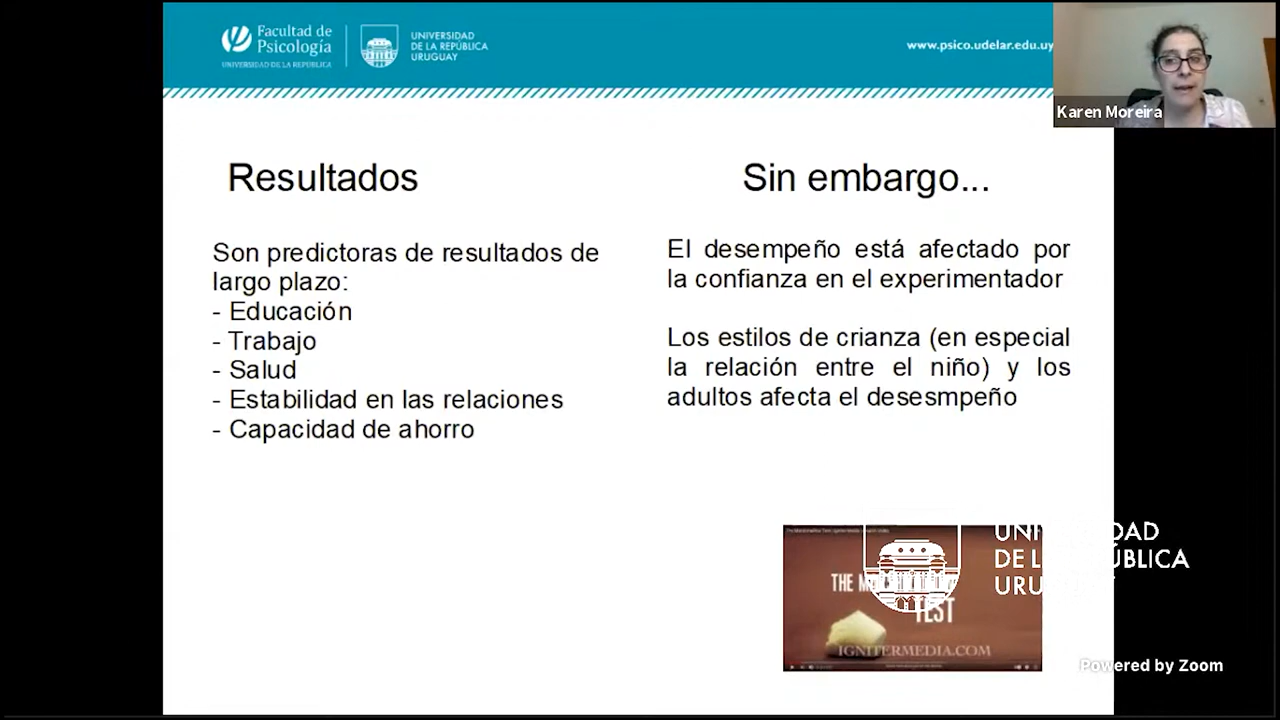 Facultad de
Psicología
UNIVERSIDAD DE LA REPÚBLICA
UNIVERSIDAD
DE LA REPÚBLICA
URUGUAY
www.psico.udelar.edu.uy
Karen Moreira
Resultados
Son predictoras de resultados de
largo plazo:
- Educación
- Trabajo
- Salud
- Estabilidad en las relaciones
- Capacidad de ahorro
Sin embargo...
El desempeño está afectado por
la confianza en el experimentador
Los estilos de crianza (en especial
la relación entre el niño) y los
adultos afecta el desesmpeño
THE
TEST
IGNITERMEDIA.COM
Powered by Zoom